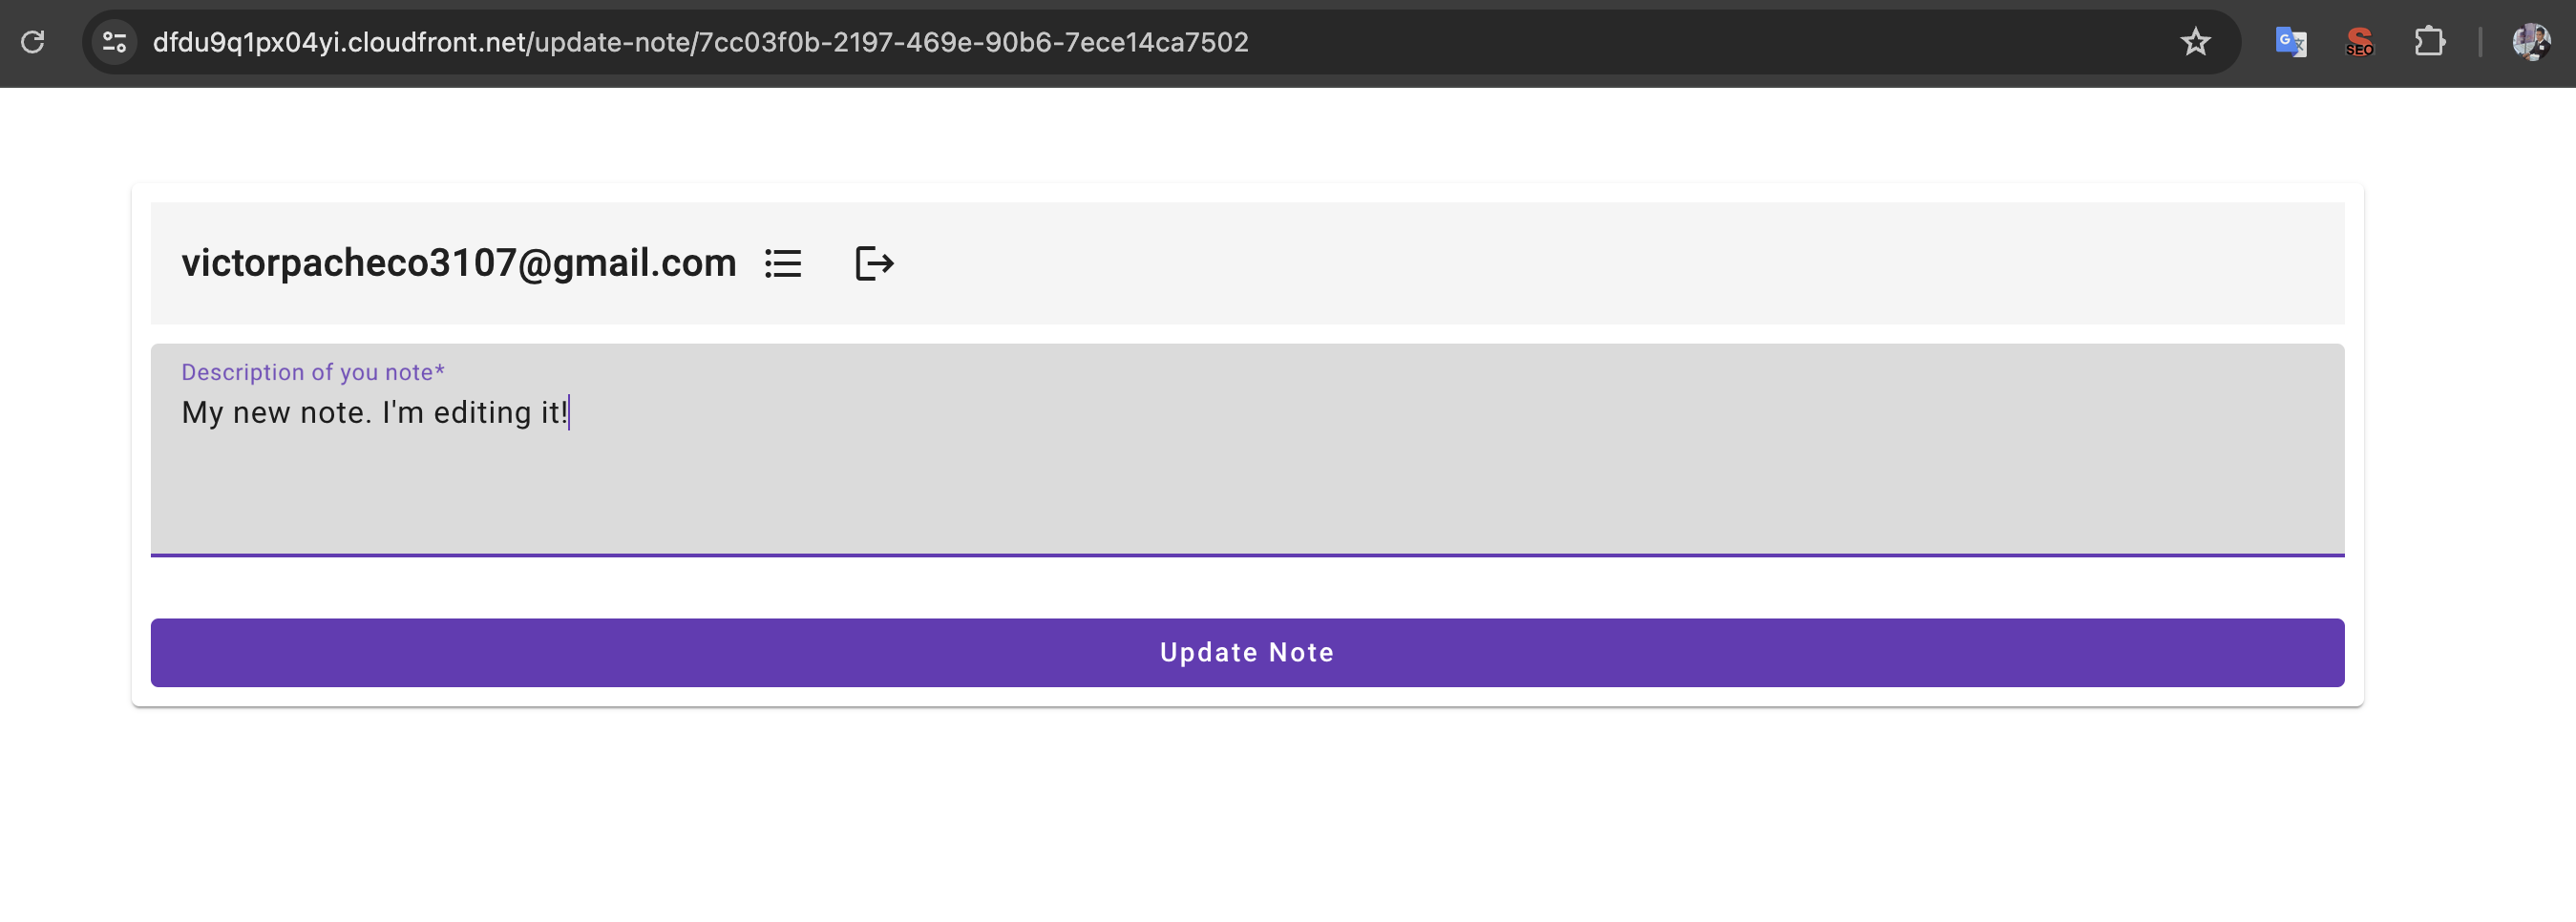 dfdu9q1px04yi.cloudfront.net/update-note/7cc03f0b-2197-469e-90b6-7ece14ca7502
G 文
S
SEO
victorpacheco3107@gmail.com
Description of you note*
My new note. I'm editing it!
Update Note